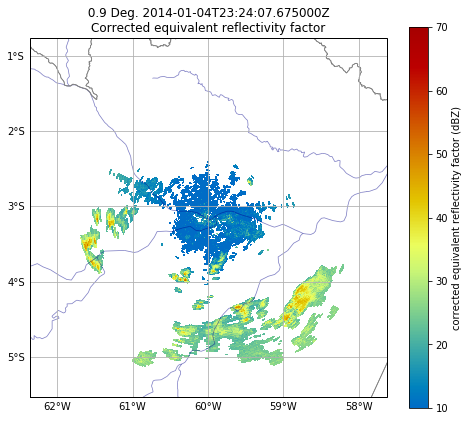 0.9 Deg. 2014-01-04T23:24:07.675000Z
Corrected equivalent reflectivity factor
1°S
2°S
3°S
4°S
5°S
62°W
61°W
60°W
59°W
58°W
70
60
50
40
30
20
10
corrected equivalent reflectivity factor (dBZ)